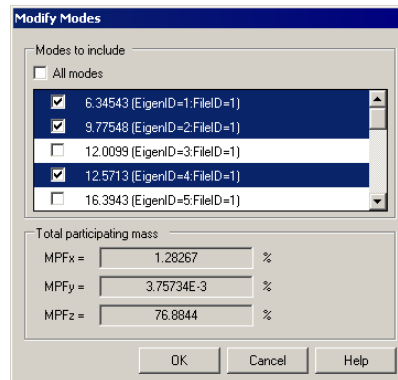 Modify Modes
Modes to include
All modes
6.34543 (EigenID=1:FileID=1)
9.77548 (EigenID=2:FileID=1)
12.0099 (EigenID=3:FileID=1)
12.5713 (EigenID=4:FileID=1)
16.3943 (EigenID=5:FileID=1)
Total participating mass
MPFx = 1.28267 %
MPFy = 3.75734E-3 %
MPFz = 76.8844 %
OK Cancel Help